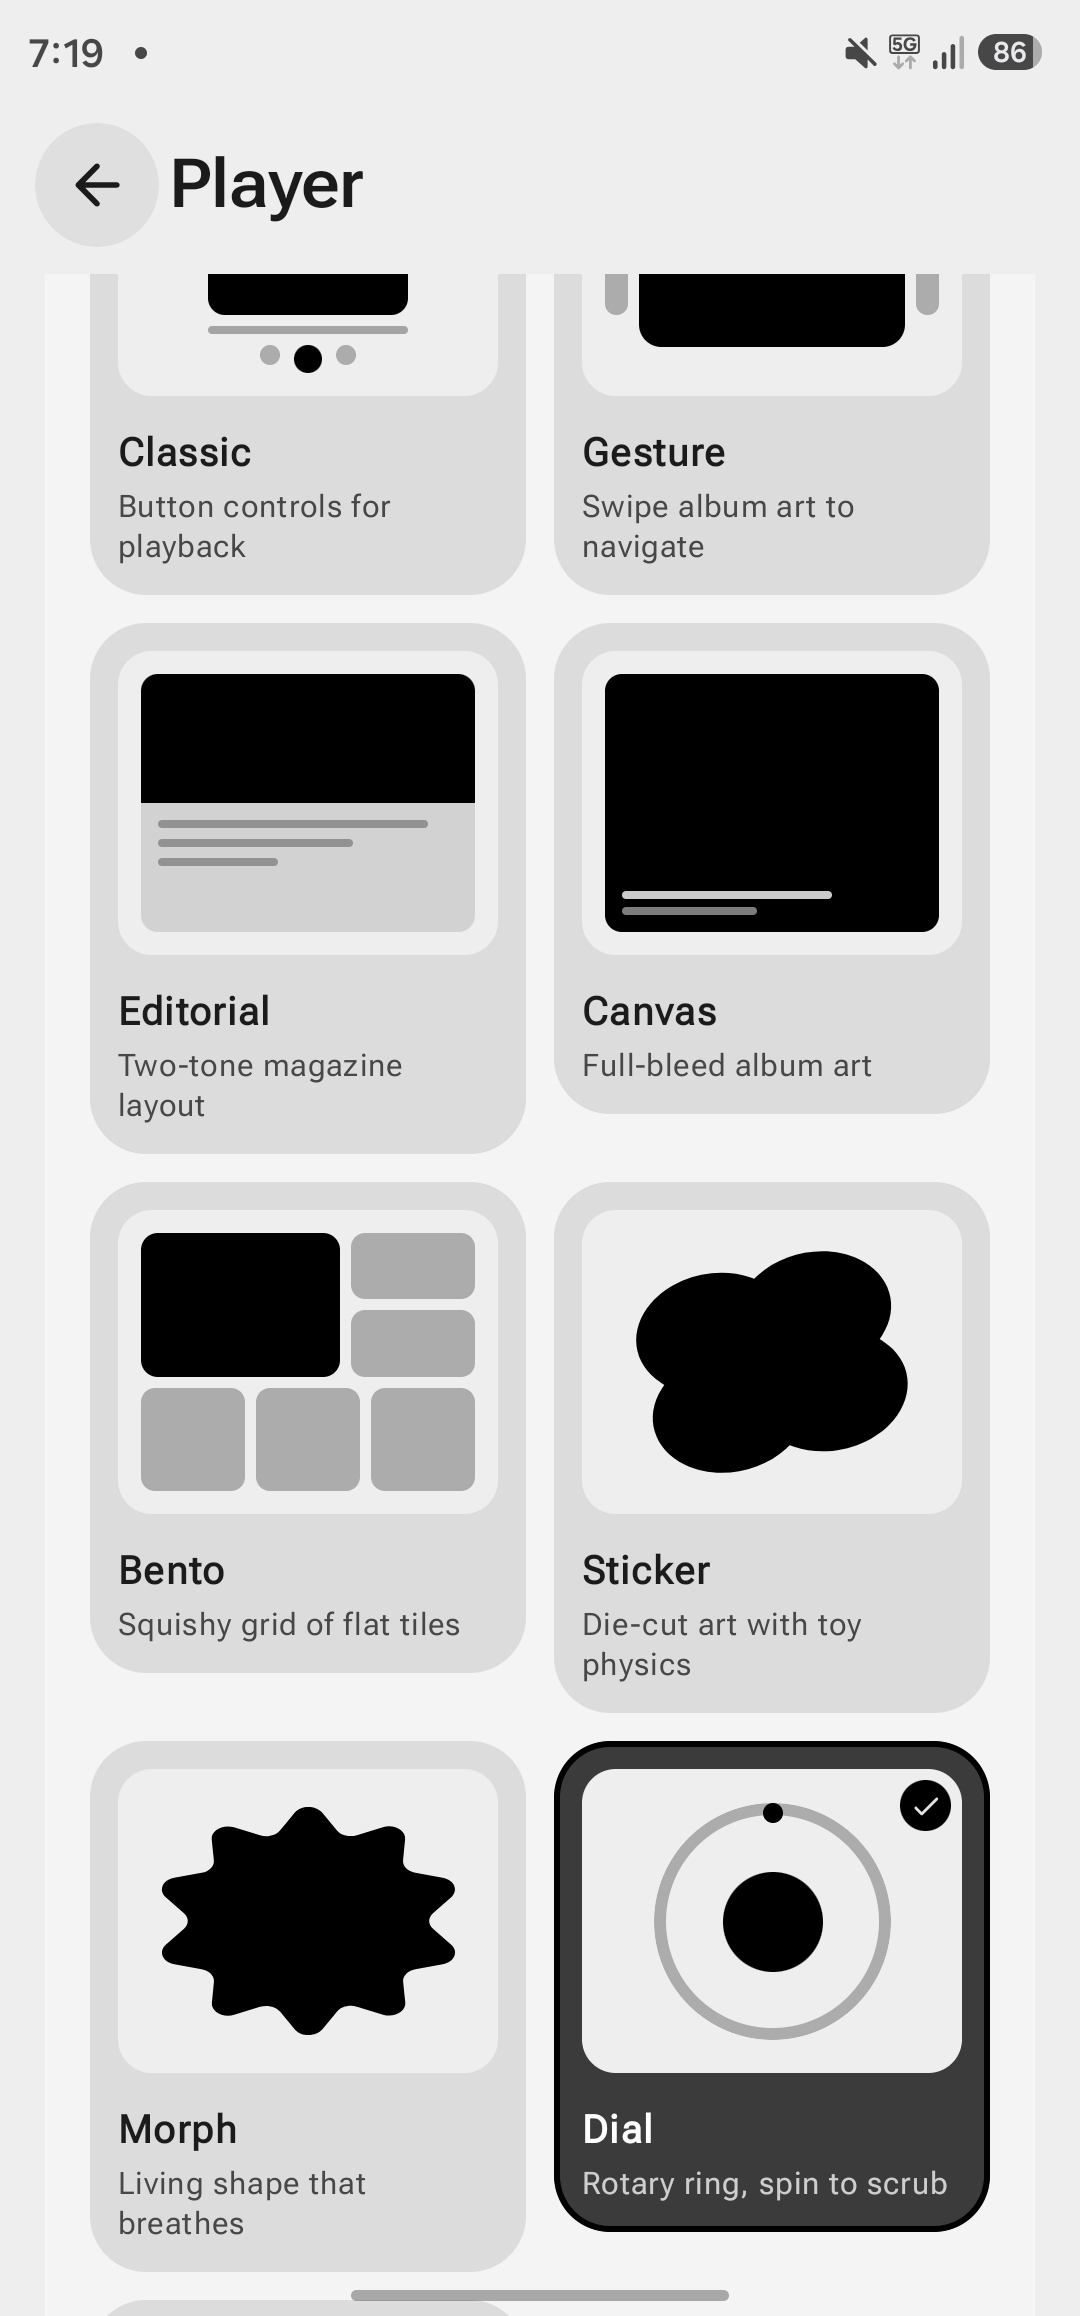 7:19
5G
86
Player
Classic
Button controls for
playback
Gesture
Swipe album art to
navigate
Editorial
Two-tone magazine
layout
Canvas
Full-bleed album art
Bento
Squishy grid of flat tiles
Sticker
Die-cut art with toy
physics
Morph
Living shape that
breathes
Dial
Rotary ring, spin to scrub